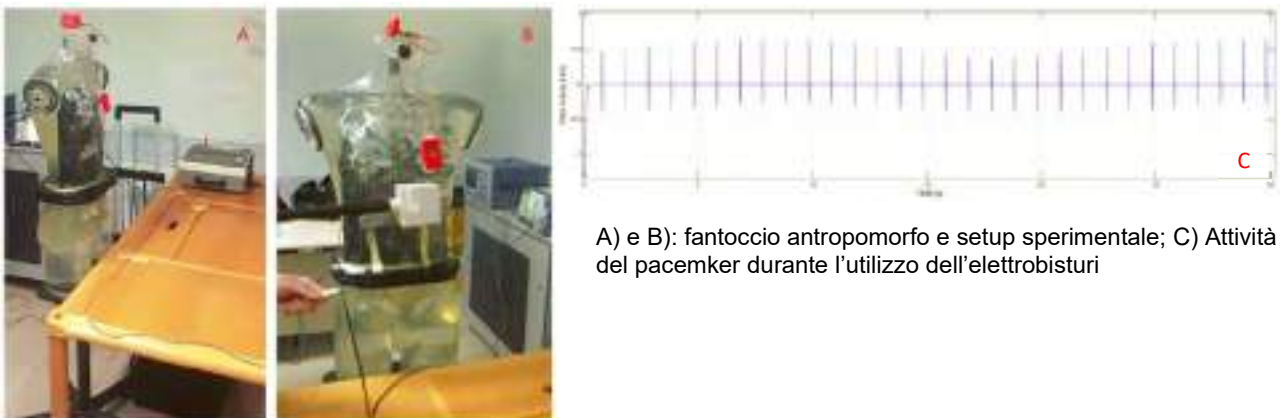 A
B
C
A) e B): fantoccio antropomorfo e setup sperimentale; C) Attività
del pacemker durante l'utilizzo dell'elettrobisturi